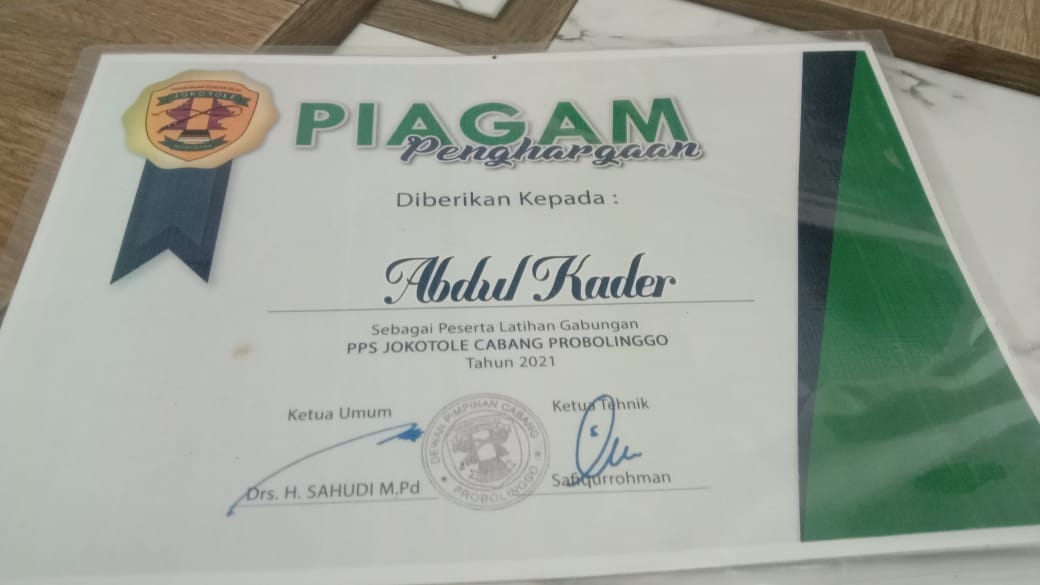 JOKOTOLE
PIAGAM
Penghargaan
Diberikan Kepada :
Abdul Kader
Sebagai Peserta Latihan Gabungan
PPS JOKOTOLE CABANG PROBOLINGGO
Tahun 2021
Ketua Umum
Ketua Tehnik
DEWAN PIMPINAN CABANG
PROBOLINGGO
Drs. H. SAHUDI M.Pd
Safiqurrohman